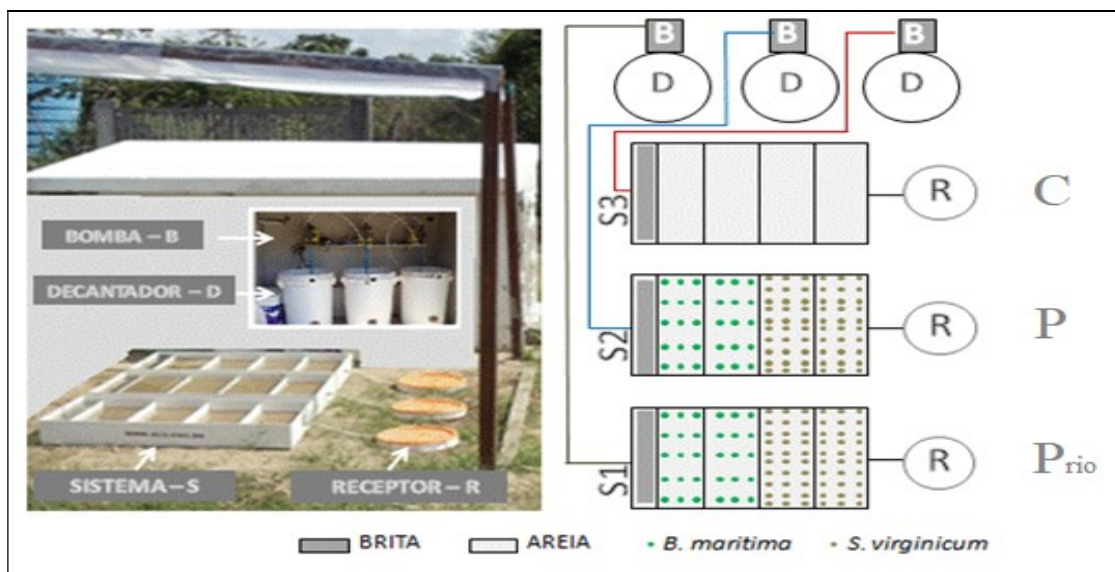 BOMBA – B
DECANTADOR – D
SISTEMA – S
RECEPTOR – R
B
B
B
D
D
D
S3
R
C
S2
R
P
S1
R
Prio
BRITA
AREIA
B. maritima
S. virginicum